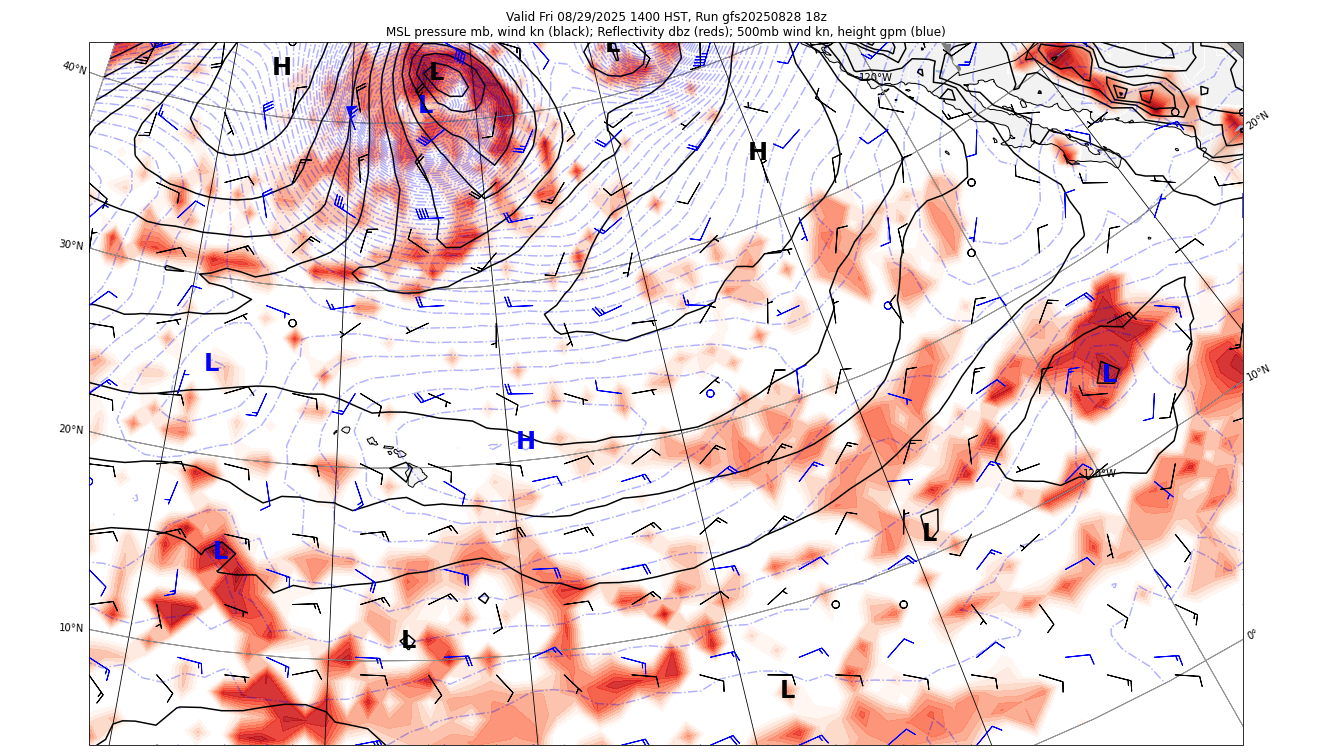 Valid Fri 08/29/2025 1400 HST, Run gfs20250828 18z
MSL pressure mb, wind kn (black); Reflectivity dbz (reds); 500mb wind kn, height gpm (blue)
L
40°N
H
L
120°W
L
20°N
H
30°N
L
L
10°N
20°N
H
120°W
L
L
10°N
L
0°
L